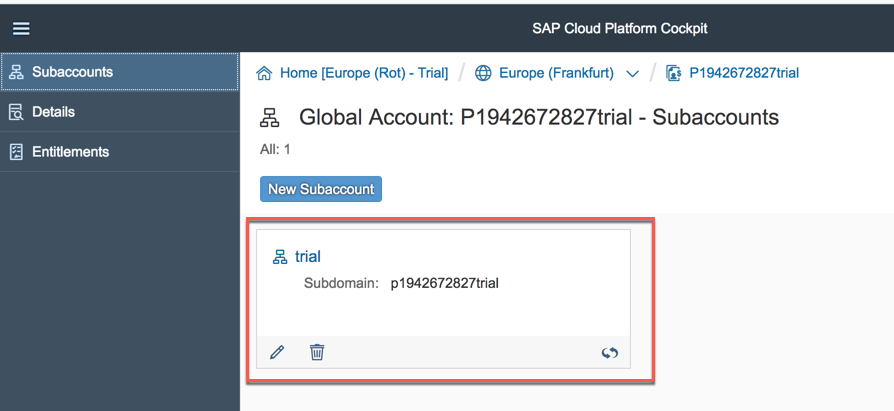 SAP Cloud Platform Cockpit
Subaccounts
Details
Entitlements
Home [Europe (Rot) - Trial] / Europe (Frankfurt) / P1942672827trial
Global Account: P1942672827trial - Subaccounts
All: 1
New Subaccount
trial
Subdomain: p1942672827trial